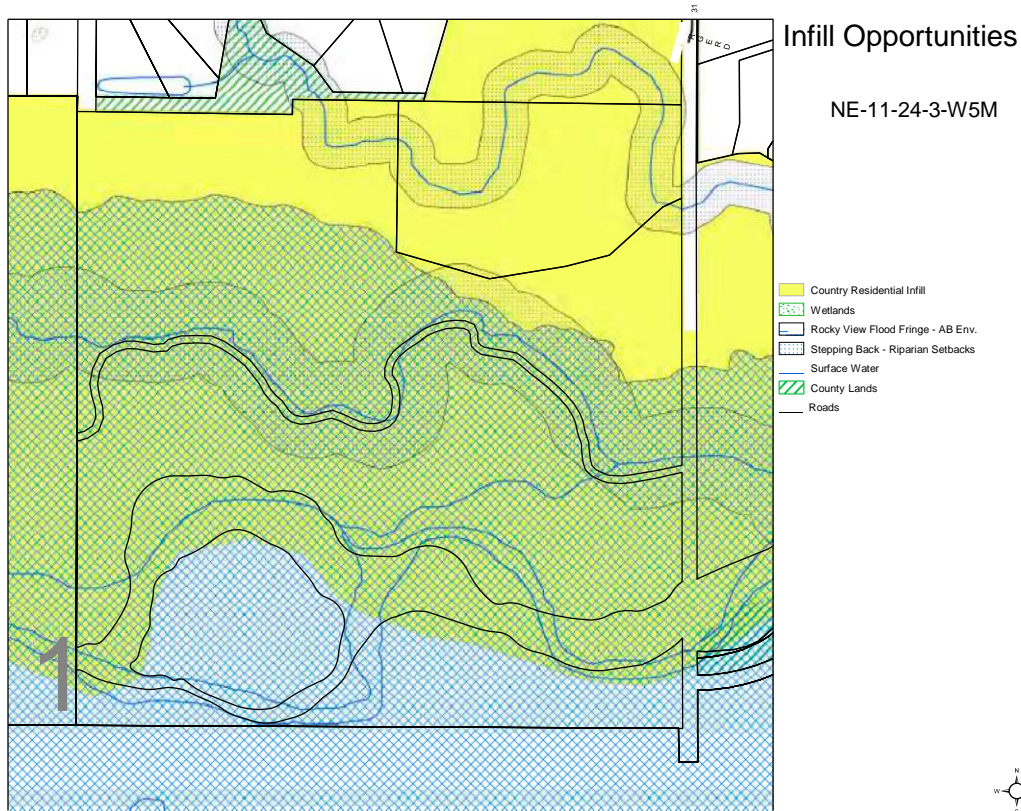 31
R G E R D
Infill Opportunities
NE-11-24-3-W5M
Country Residential Infill
Wetlands
Rocky View Flood Fringe - AB Env.
Stepping Back - Riparian Setbacks
Surface Water
County Lands
Roads
1
N
W